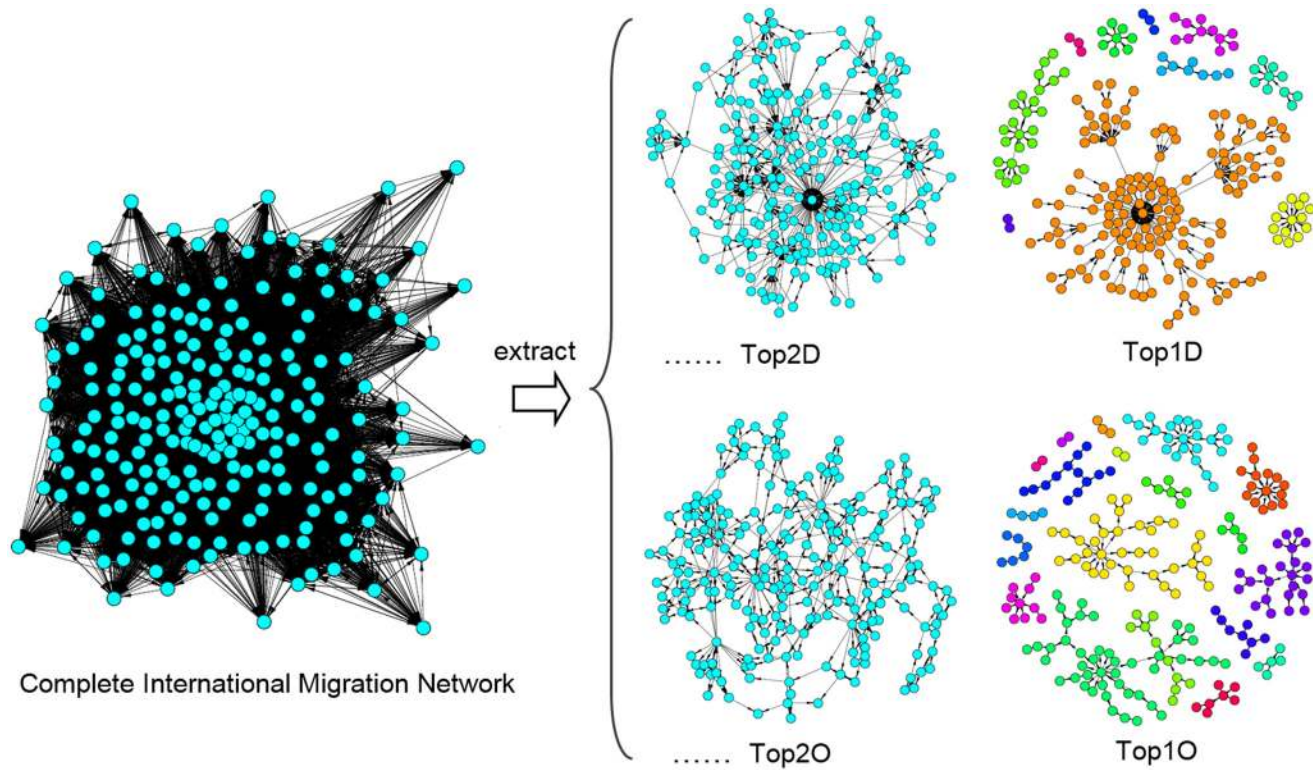 extract
Complete International Migration Network
...... Top2D
Top1D
...... Top2O
Top1O